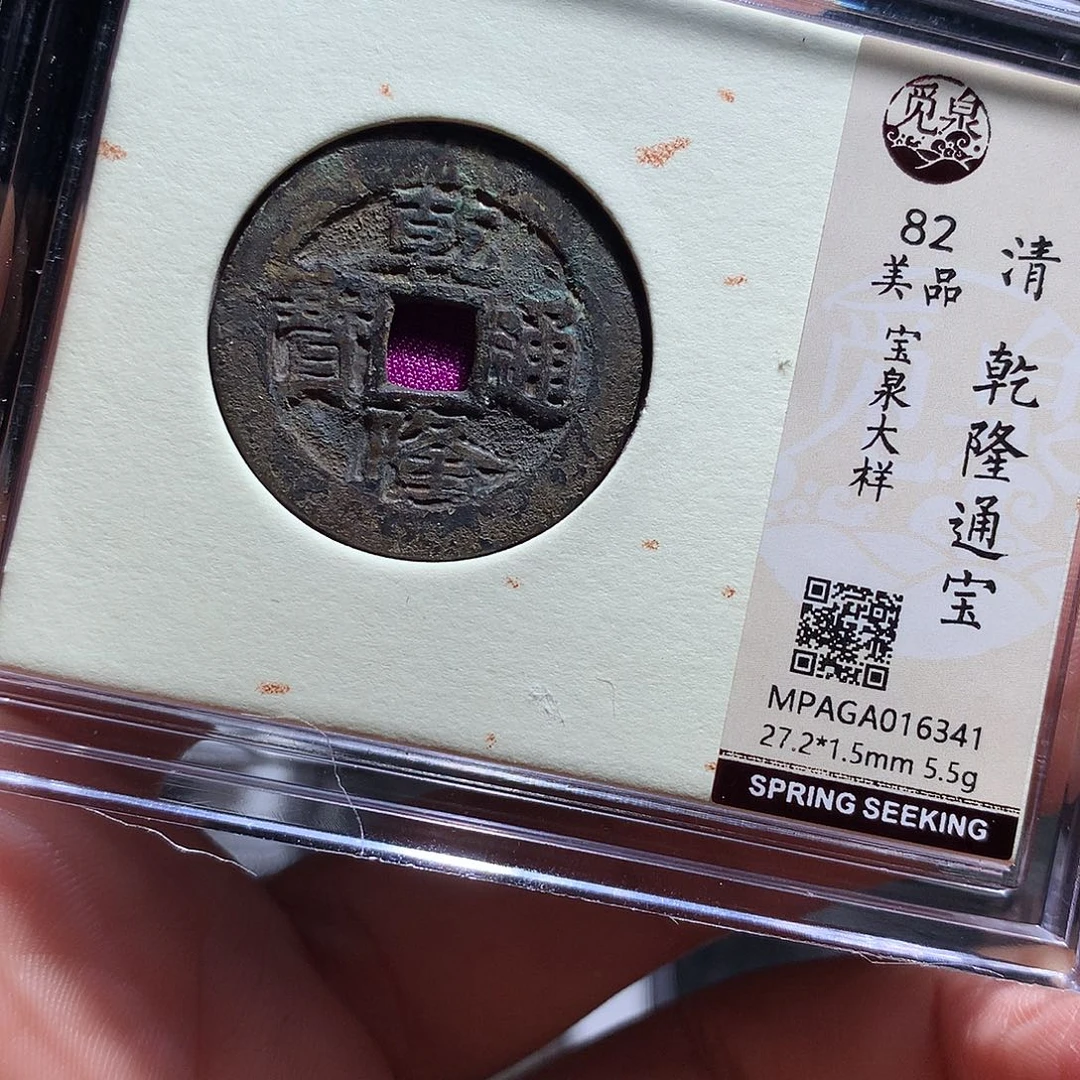 乾隆通寶
觅泉
82
美品
宝泉大样
清 乾隆通宝
MPAGA016341
27.2*1.5mm 5.5g
SPRING SEEKING